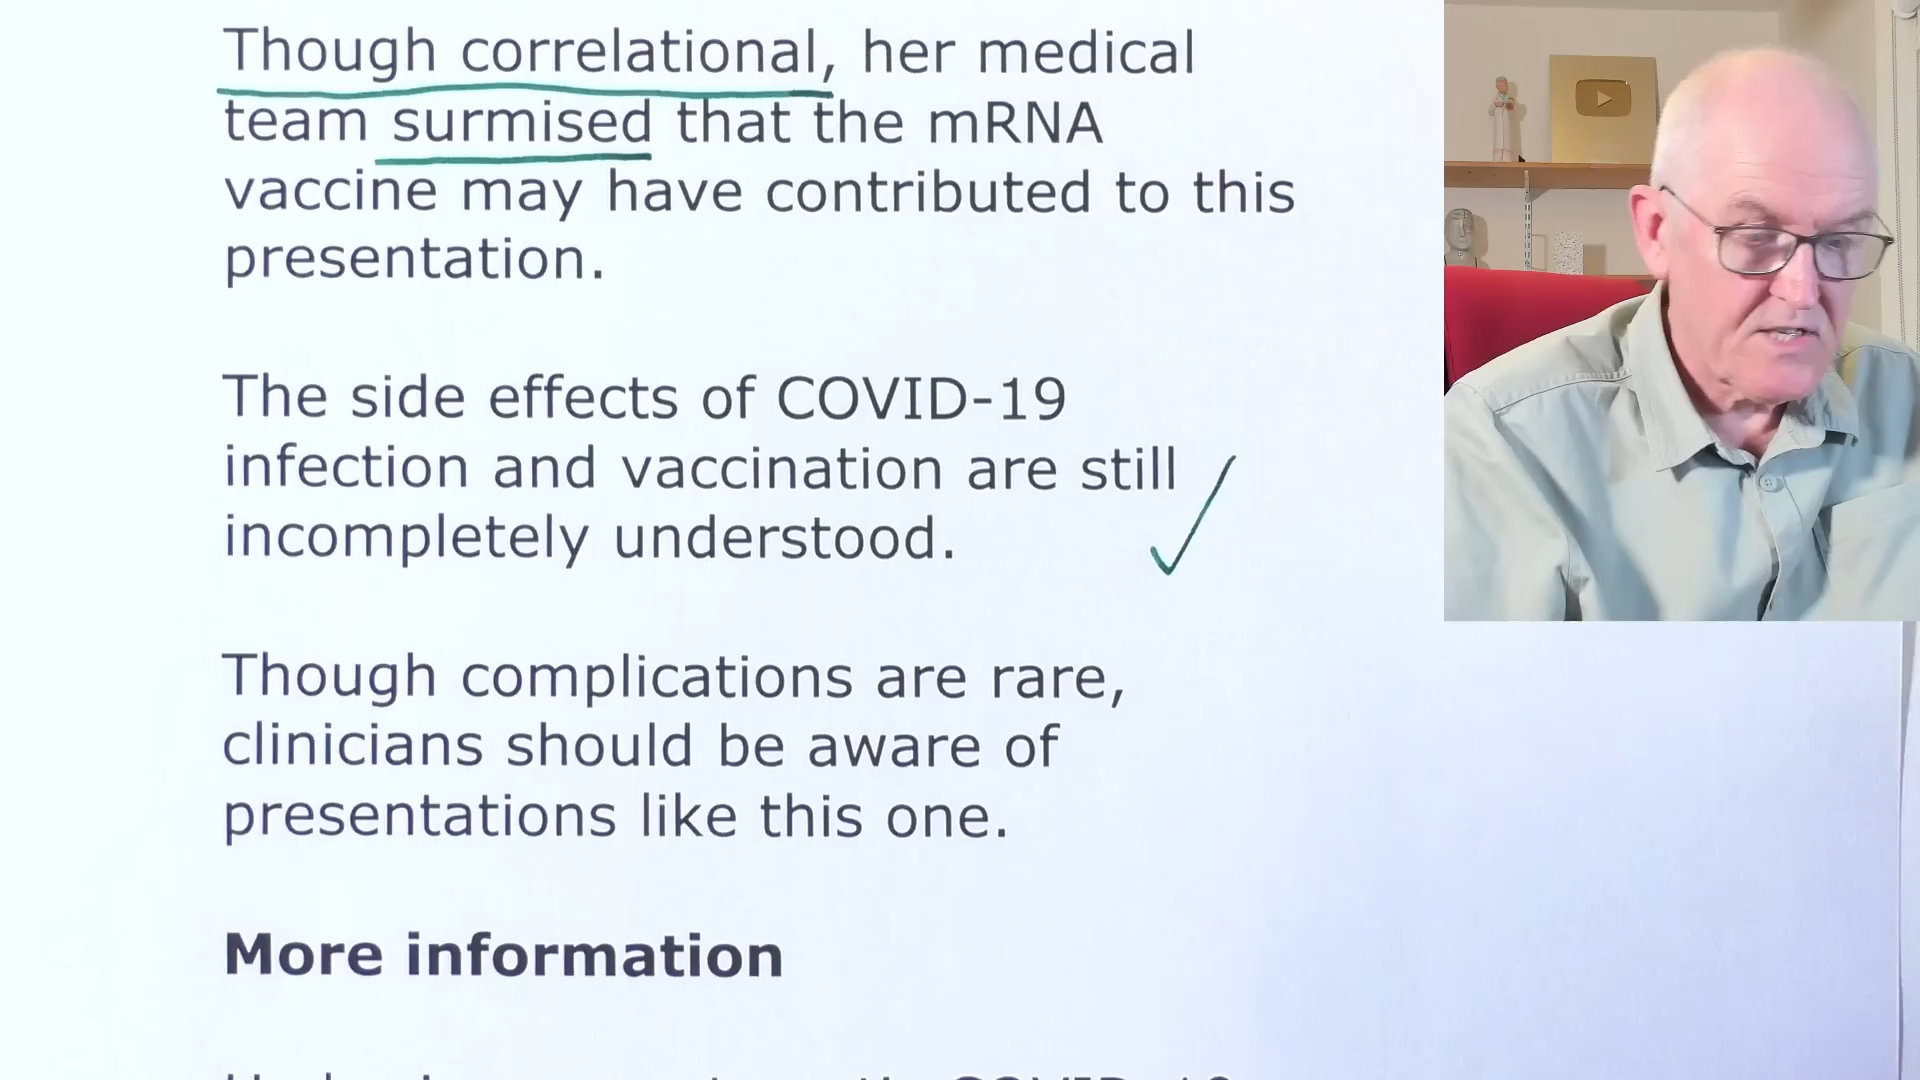 Though correlational, her medical
team surmised that the mRNA
vaccine may have contributed to this
presentation.
The side effects of COVID-19
infection and vaccination are still
incompletely understood.
Though complications are rare,
clinicians should be aware of
presentations like this one.
More information